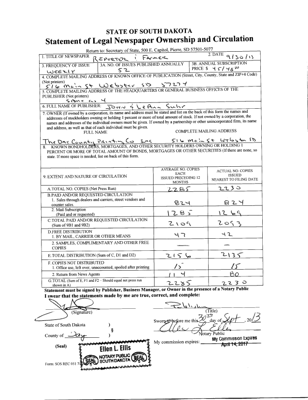 STATE OF SOUTH DAKOTA
Statement of Legal Newspaper Ownership and Circulation
Return to: Secretary of State, 500 E. Capitol, Pierre, SD 57501-5077
1. TITLE OF NEWSPAPER Reporter & Farmer
2. DATE 9/30/13
3. FREQUENCY OF ISSUE WEEKLY
3A. NO. OF ISSUES PUBLISHED ANNUALLY 52
3B. ANNUAL SUBSCRIPTION PRICE $
4. COMPLETE MAILING ADDRESS OF KNOWN OFFICE OF PUBLICATION (Street, City, County, State and ZIP+4 Code) (Not printers)
516 Main St Webster SD 57274
5. COMPLETE MAILING ADDRESS OF THE HEADQUARTERS OR GENERAL BUSINESS OFFICES OF THE PUBLISHER (Not printers)
6. FULL NAME OF PUBLISHER: John & LeAnn Suhr
7. OWNER (If owned by a corporation, its name and address must be stated and also on the back of this form the names and
addresses of stockholders owning or holding 1 percent or more of total amount of stock. If not owned by a corporation, the
names and addresses of the individual owners must be given. If owned by a partnership or other unincorporated firm, its name
and address, as well as that of each individual must be given.
FULL NAME
COMPLETE MAILING ADDRESS
The Day County Printing Inc 516 Main St Webster SD
8. KNOWN BONDHOLDERS, MORTGAGES, AND OTHER SECURITY HOLDERS OWNING OR HOLDING 1
PERCENT OR MORE OF TOTAL AMOUNT OF BONDS, MORTGAGES OR OTHER SECURITIES (If there are none, so
state. If more space is needed, list on back of this form.
9. EXTENT AND NATURE OF CIRCULATION
AVERAGE NO. COPIES EACH ISSUED PRECEDING 12 MONTHS
ACTUAL NO. COPIES ISSUED NEAREST TO FILING DATE
A. TOTAL NO. COPIES (Net Press Run) 2285 2230
B. PAID AND/OR REQUESTED CIRCULATION
1. Sales through dealers and carriers, street vendors and counter sales 824 824
2. Mail Subscription (Paid and/or requested) 1285 1269
C. TOTAL PAID AND/OR REQUESTED CIRCULATION (Sum of 9B1 and 9B2) 2109 2093
D. FREE DISTRIBUTION
1. BY MAIL, CARRIER OR OTHER MEANS 47 42
2. SAMPLES, COMPLIMENTARY AND OTHER FREE COPIES
E. TOTAL DISTRIBUTION (Sum of C, D1 and D2) 2156 2135
F. COPIES NOT DISTRIBUTED
1. Office use, left over, unaccounted, spoiled after printing 15 15
2. Return from News Agents 114 80
G. TOTAL (Sum of E, F1 and F2 - Should equal net press run shown in A.) 2285 2230
Statement must be signed by Publisher, Business Manager, or Owner in the presence of a Notary Public
I swear that the statements made by me are true, correct, and complete:
Publisher
(Signature)
(Title)
State of South Dakota
County of Day
(Seal)
Sworn to before me this day of Sept 2013
Ellen L Ellis
Notary Public
My commission expires:
My Commission Expires
April 14, 2017
Ellen L. Ellis
NOTARY PUBLIC
SOUTH DAKOTA